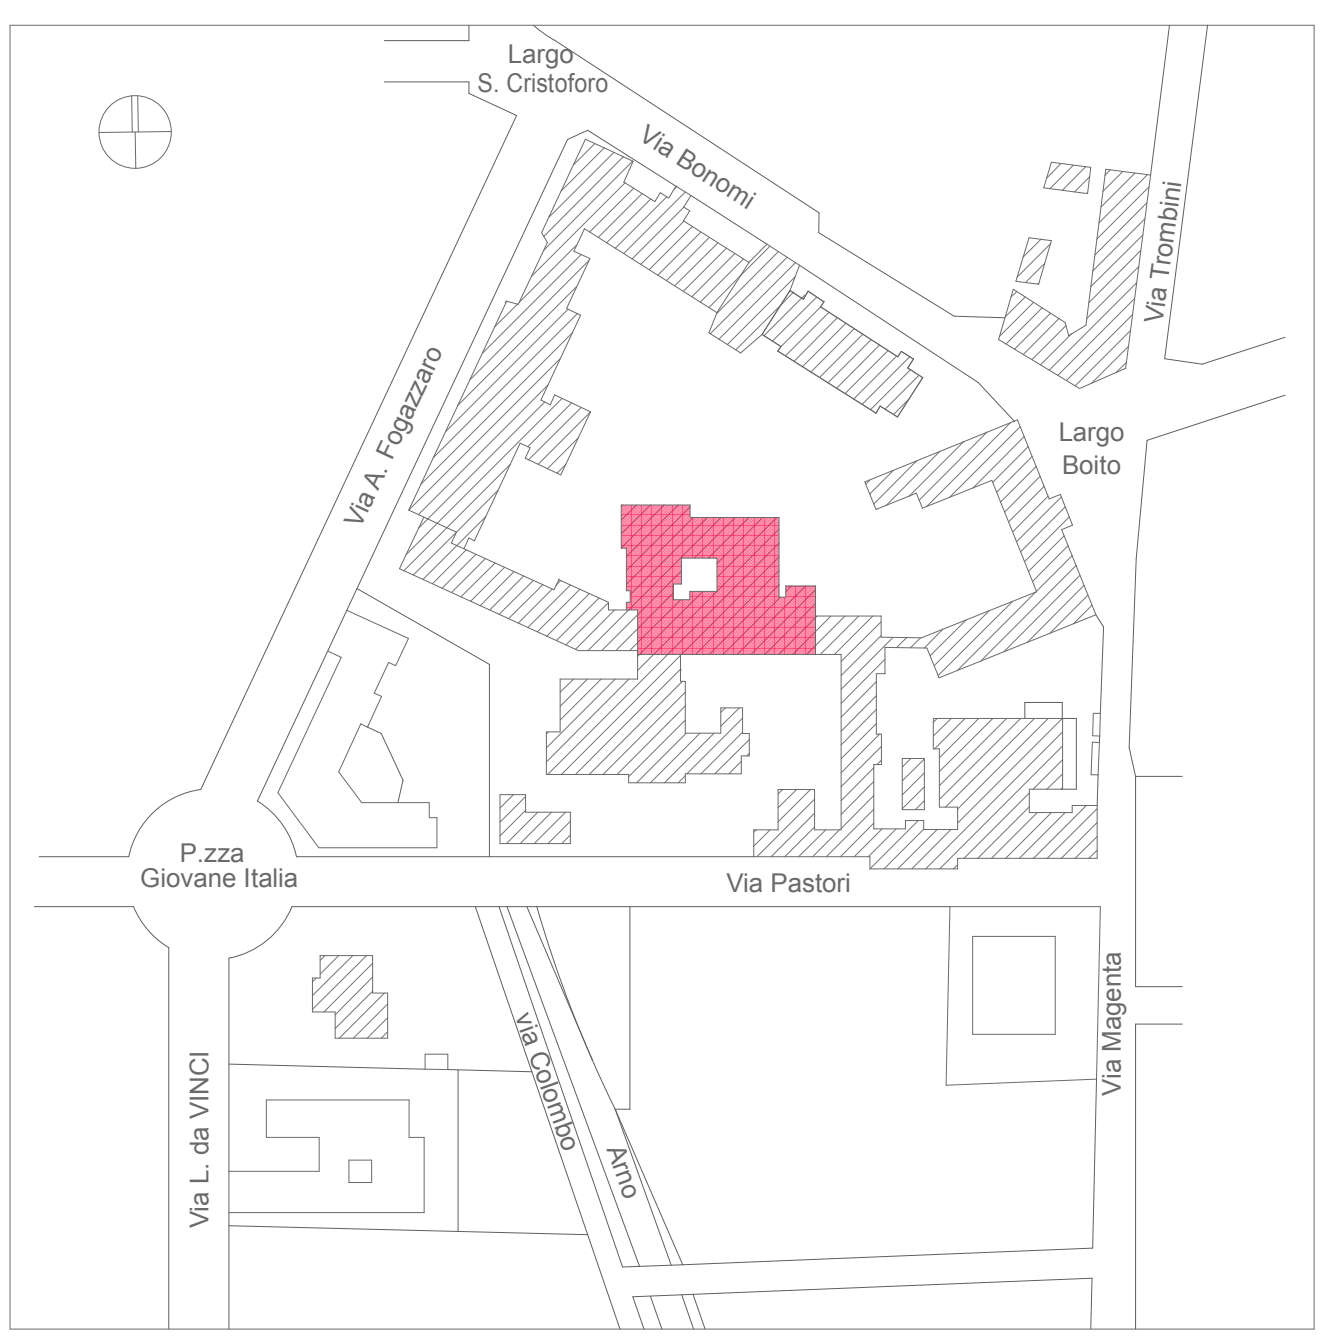 Largo
S. Cristoforo
Via Bonomi
Via Trombini
Via A. Fogazzaro
Largo
Boito
P.zza
Giovane Italia
Via Pastori
via Colombo
Arno
Via Magenta
Via L. da VINCI